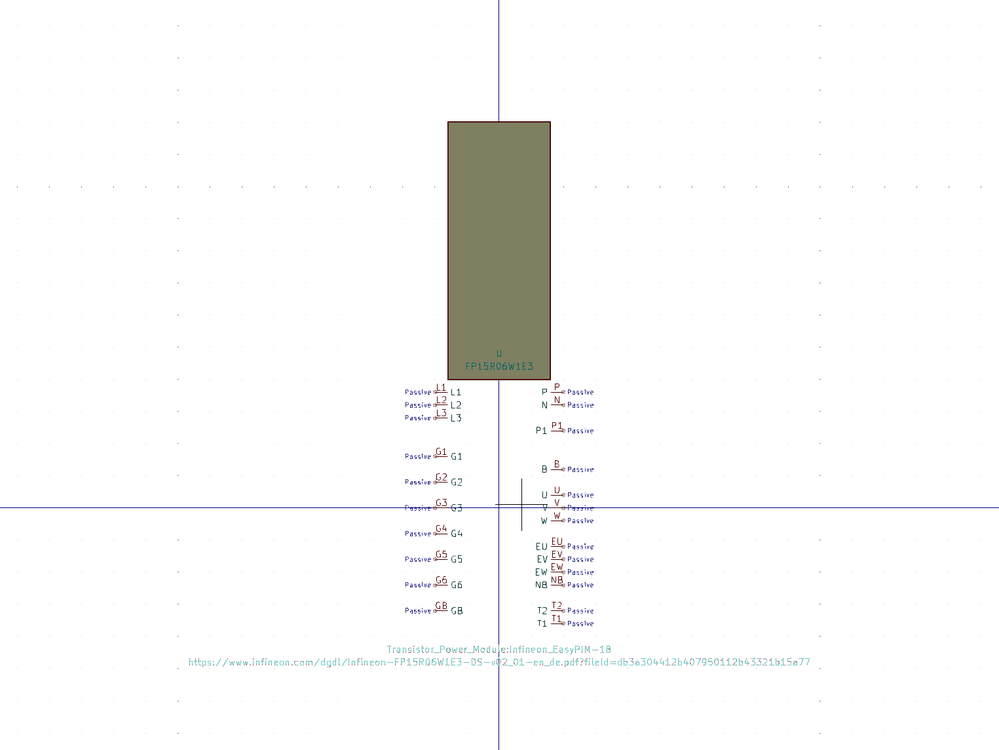 U
FP15R06W1E3
Passive L1 L1 P P Passive
Passive L2 L2 N N Passive
Passive L3 L3
P1 P1 Passive
Passive G1 G1
B B Passive
Passive G2 G2
U U Passive
Passive G3 G3 V V Passive
W W Passive
Passive G4 G4
EU EU Passive
Passive G5 G5 EV EV Passive
EW EW Passive
Passive G6 G6 NB NB Passive
Passive GB GB T2 T2 Passive
T1 T1 Passive
Transistor_Power_Module:Infineon_EasyPIM-1B
https://www.infineon.com/dgdl/Infineon-FP15R06W1E3-DS-v02_01-en_de.pdf?fileId=db3a304412b407950112b43321b15a77